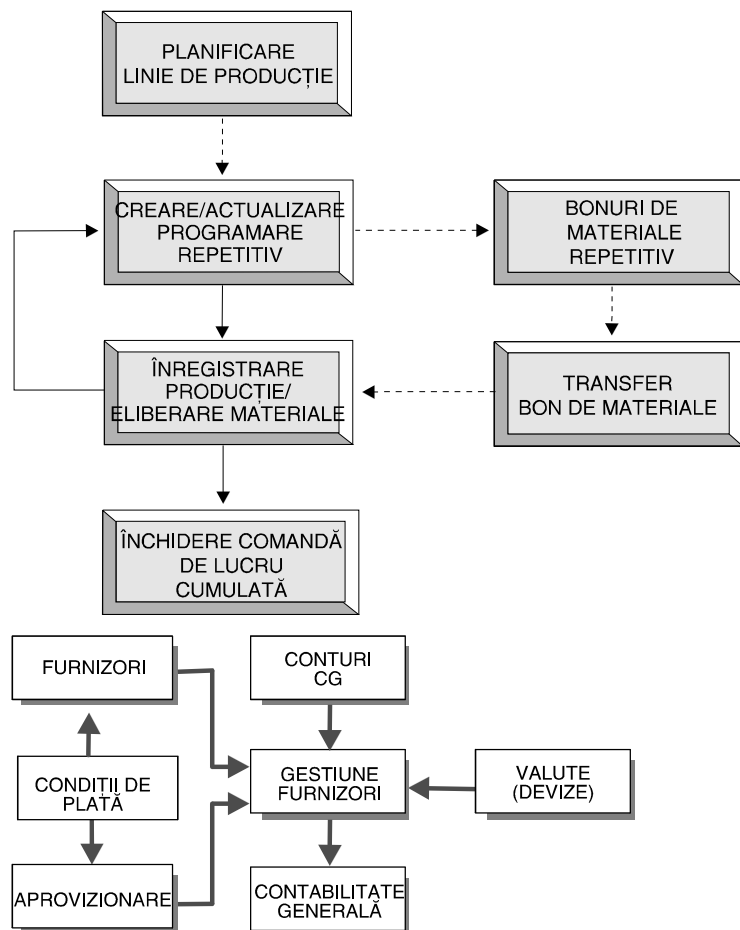 PLANIFICARE
LINIE DE PRODUCȚIE
CREARE/ACTUALIZARE
PROGRAMARE
REPETITIV
BONURI DE
MATERIALE
REPETITIV
ÎNREGISTRARE
PRODUCȚIE/
ELIBERARE MATERIALE
TRANSFER
BON DE MATERIALE
ÎNCHIDERE COMANDĂ
DE LUCRU
CUMULATĂ
FURNIZORI
CONTURI
CG
CONDIȚII DE
PLATĂ
GESTIUNE
FURNIZORI
VALUTE
(DEVIZE)
APROVIZIONARE
CONTABILITATE
GENERALĂ